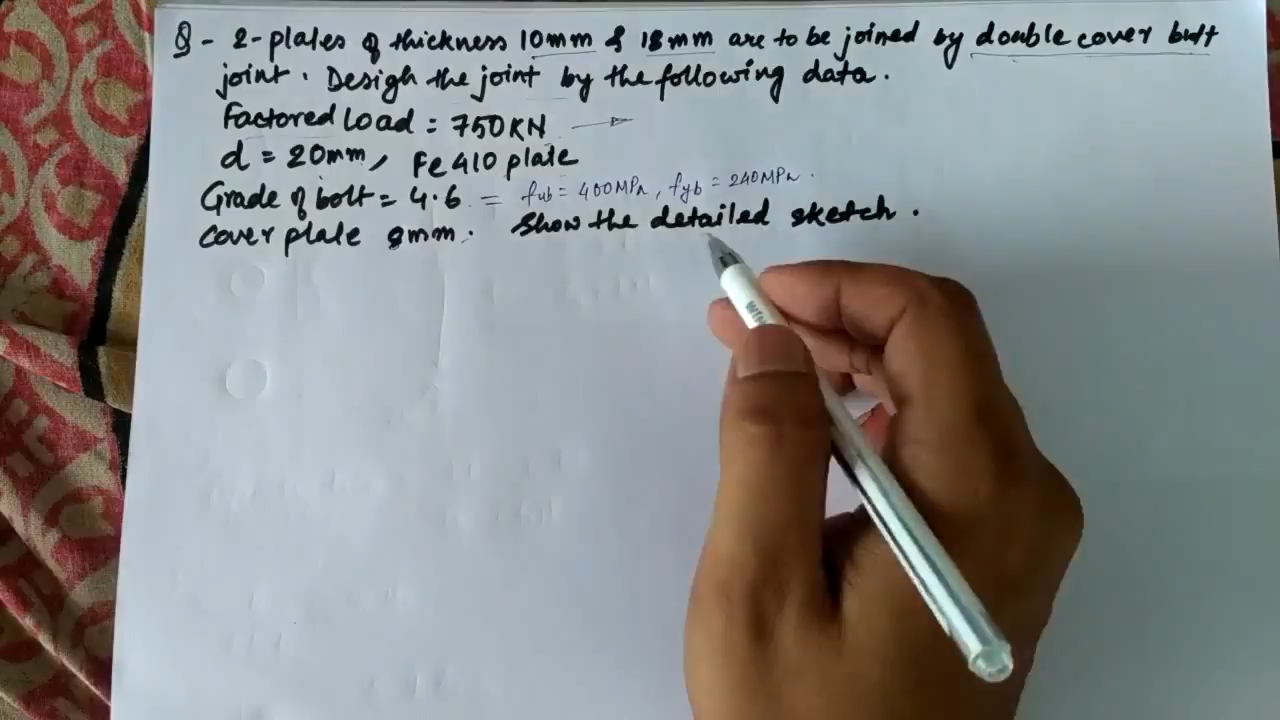 Q - 2-plates of thickness 10mm & 18mm are to be joined by double cover butt
joint. Design the joint by the following data.
Factored Load = 750KN
d = 20mm, Fe 410 plate
Grade of bolt = 4.6 = fub = 400MPa, fyb = 240MPa.
cover plate 8mm. Show the detailed sketch.